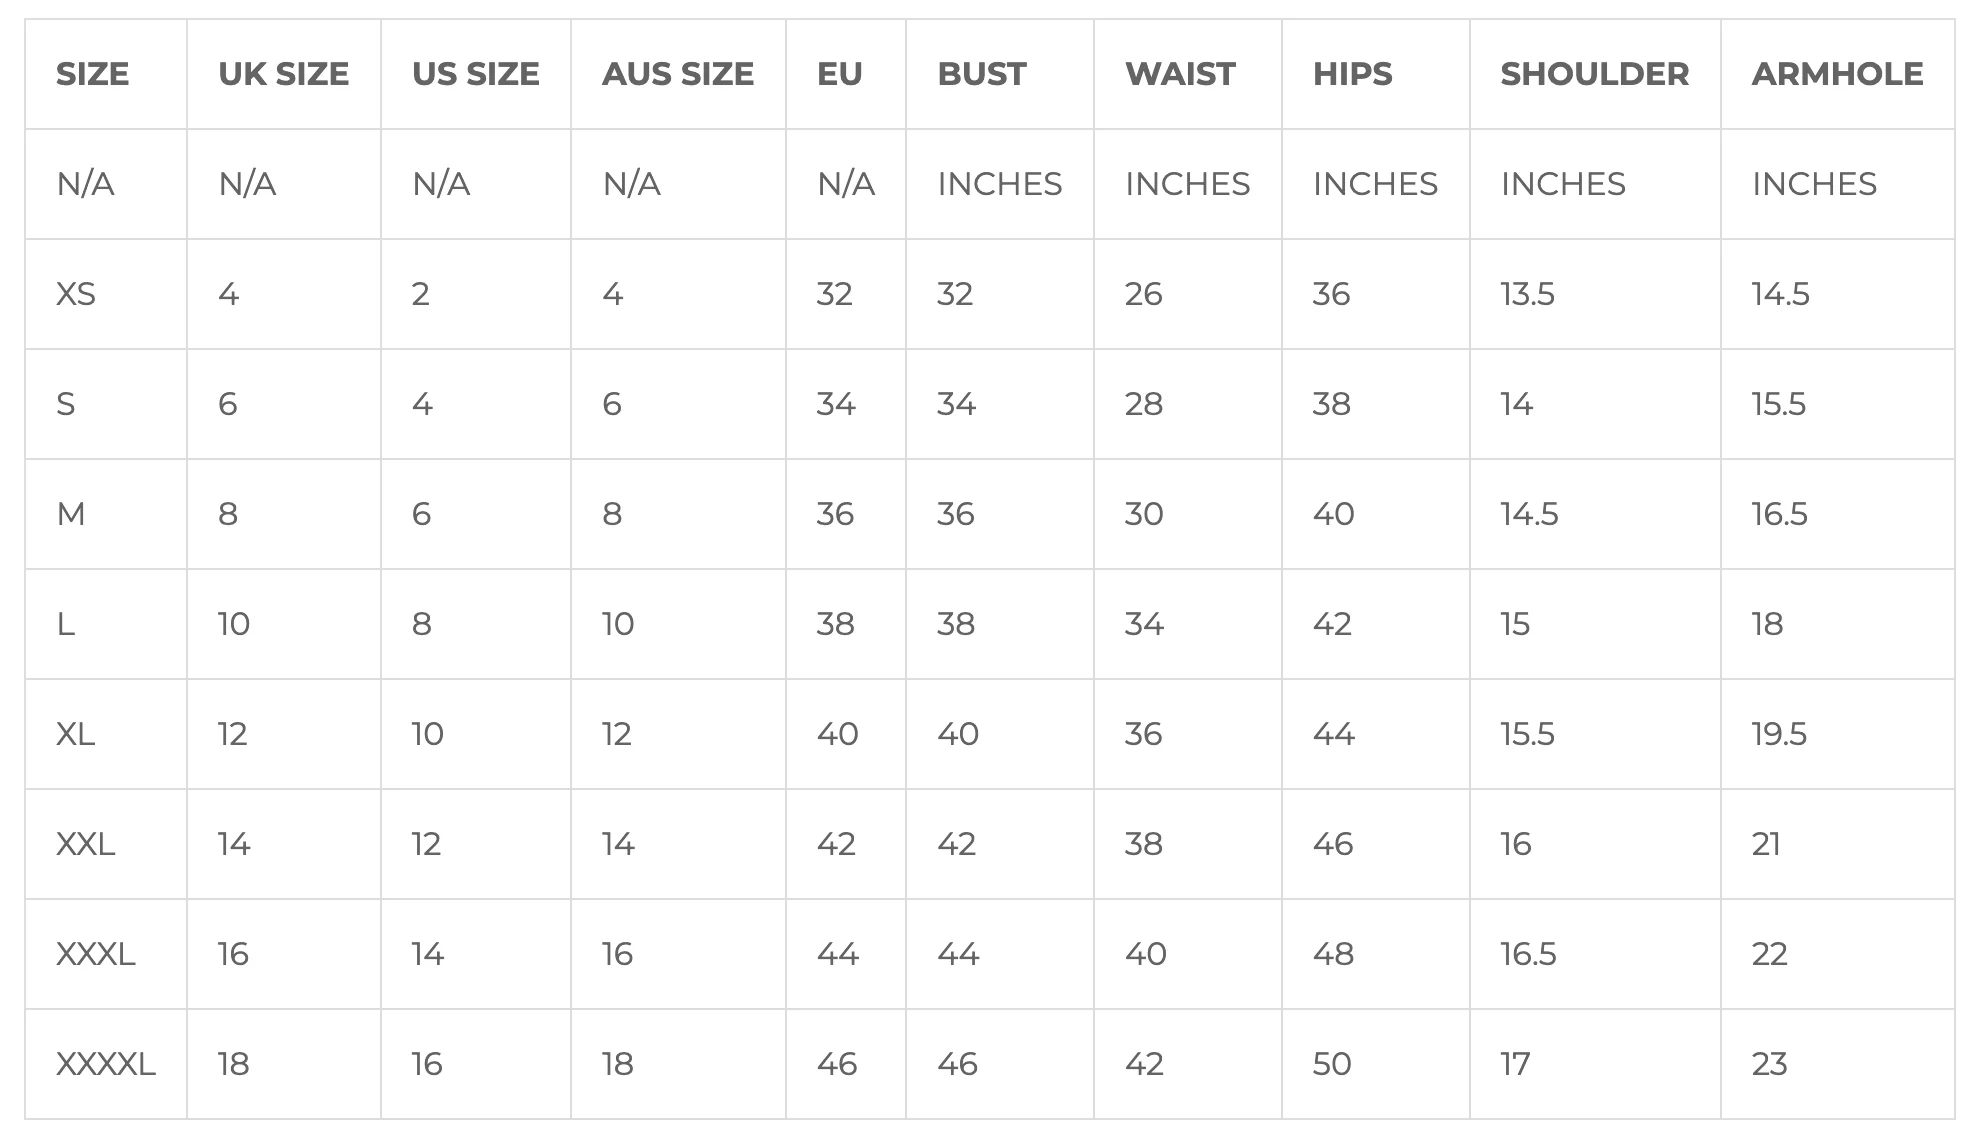 SIZE UK SIZE US SIZE AUS SIZE EU BUST WAIST HIPS SHOULDER ARMHOLE
N/A N/A N/A N/A N/A INCHES INCHES INCHES INCHES INCHES
XS 4 2 4 32 32 26 36 13.5 14.5
S 6 4 6 34 34 28 38 14 15.5
M 8 6 8 36 36 30 40 14.5 16.5
L 10 8 10 38 38 34 42 15 18
XL 12 10 12 40 40 36 44 15.5 19.5
XXL 14 12 14 42 42 38 46 16 21
XXXL 16 14 16 44 44 40 48 16.5 22
XXXXL 18 16 18 46 46 42 50 17 23